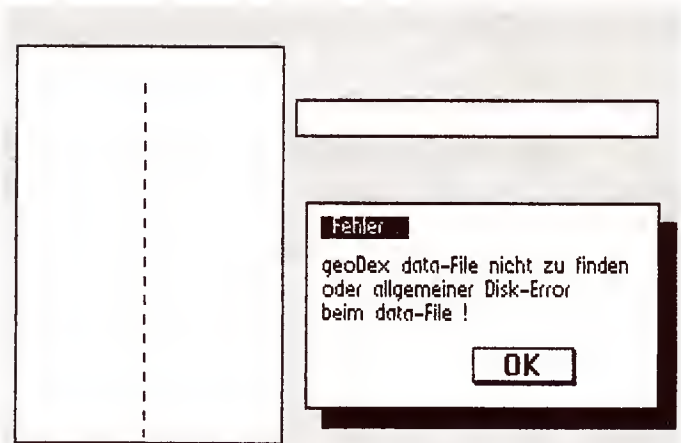 Fehler
geoDex data-File nicht zu finden
oder allgemeiner Disk-Error
beim data-File !
OK